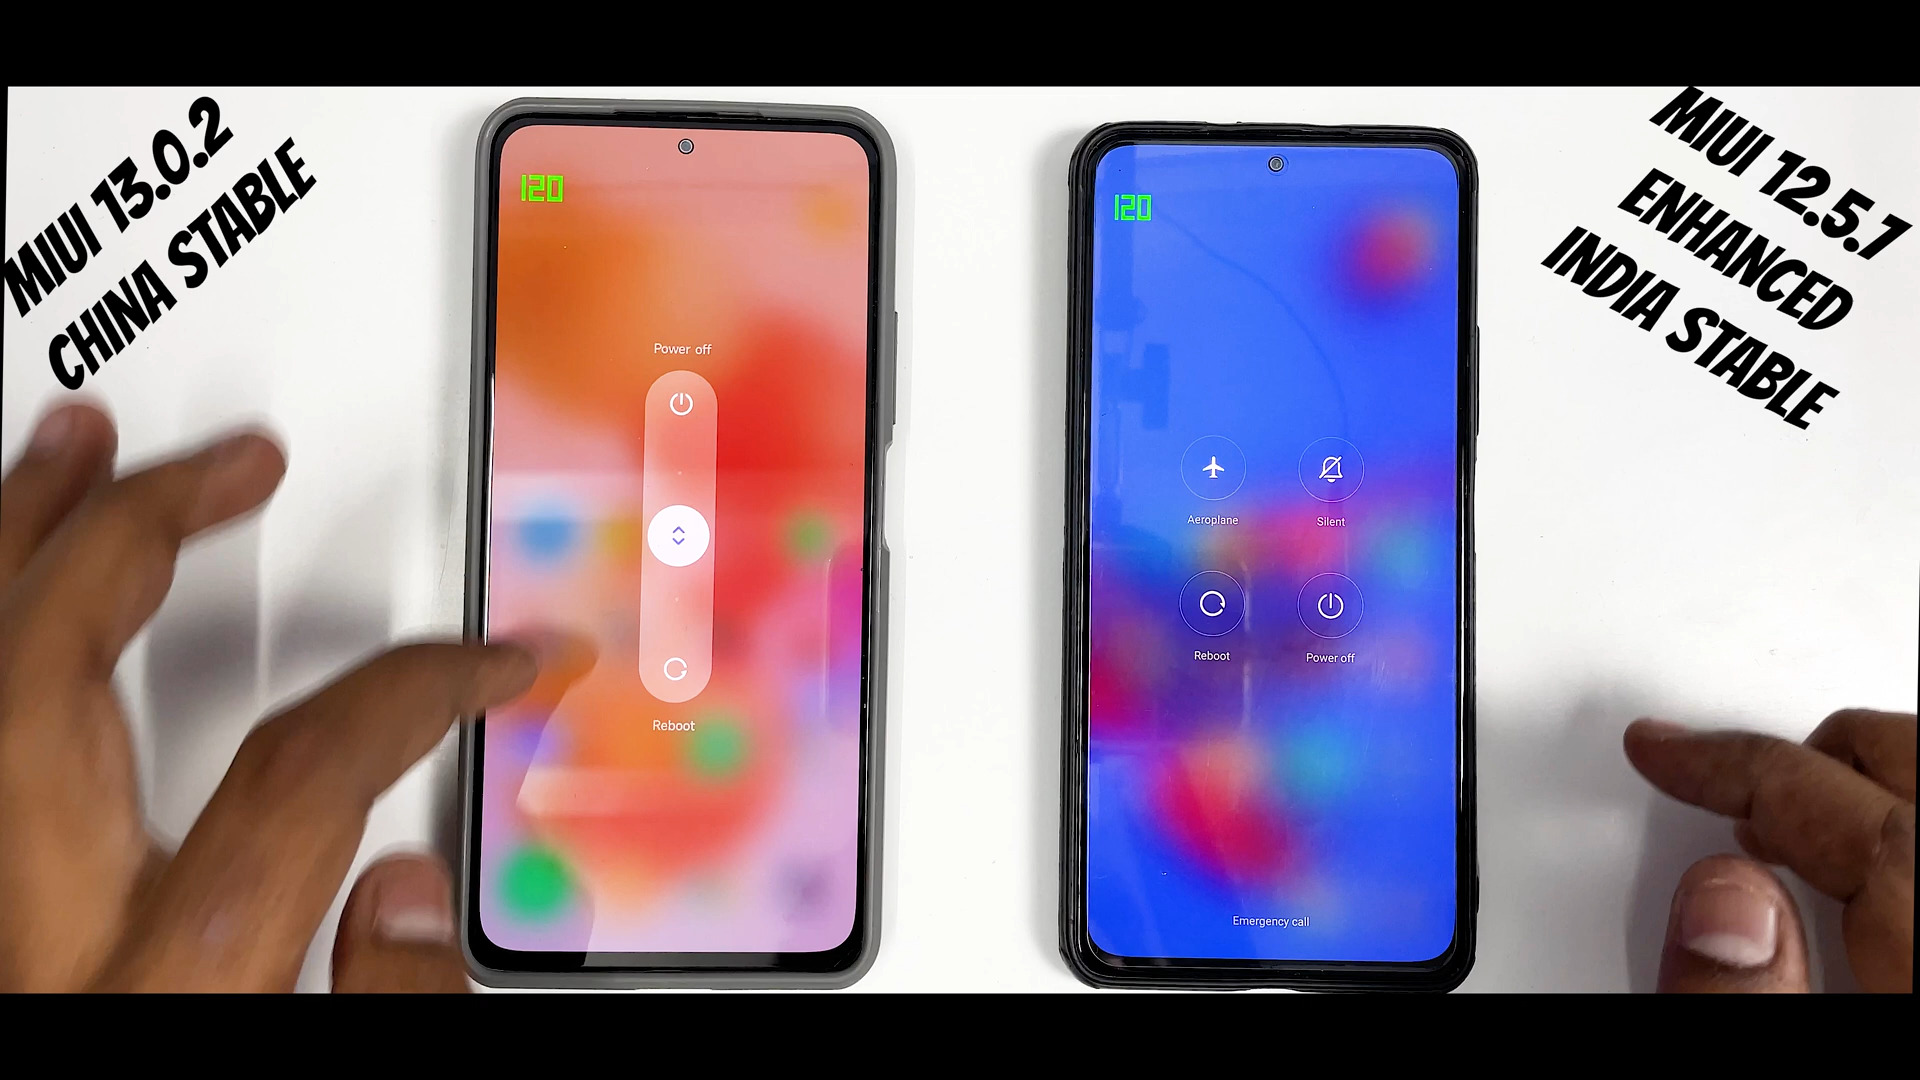 MIUI 13.0.2
CHINA STABLE
120
Power off
Reboot
120
Aeroplane
Silent
Reboot
Power off
Emergency call
MIUI 12.5.7
ENHANCED
INDIA STABLE